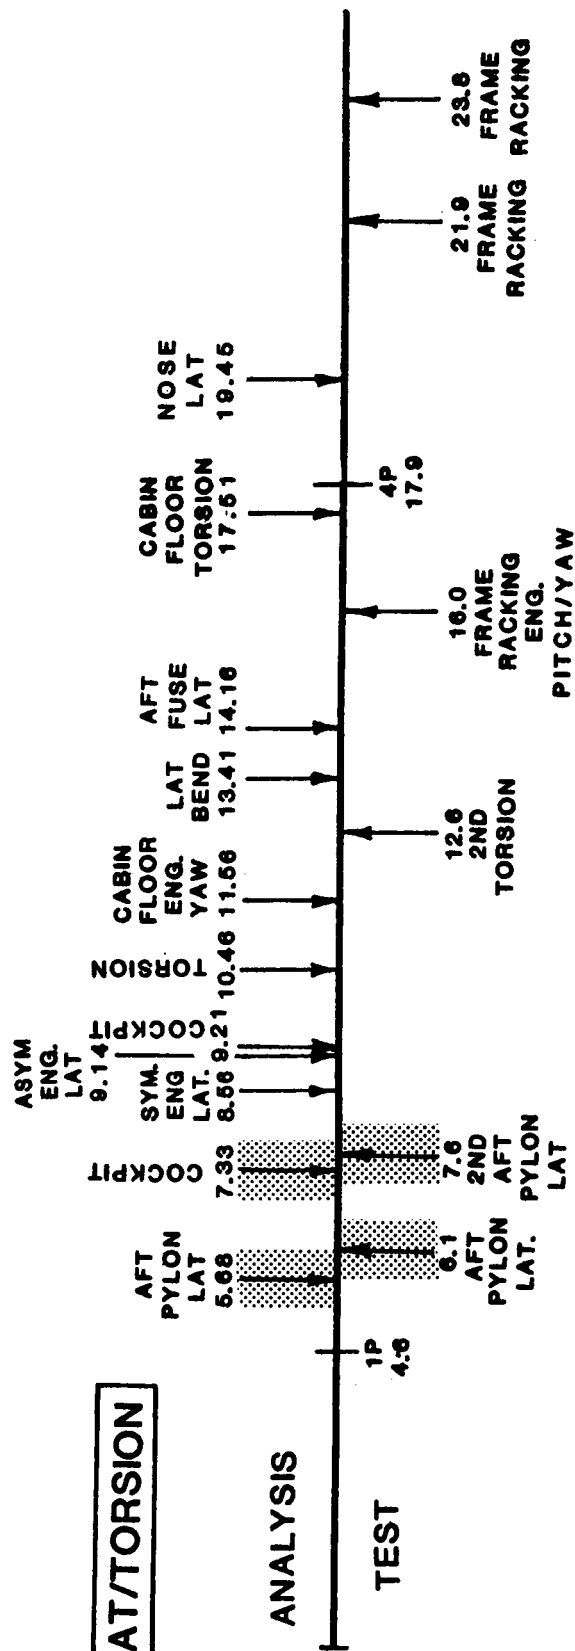 AT/TORSION
ANALYSIS
AFT
PYLON
LAT
5.68
COCKPIT
7.33
SYM.
ENG
LAT.
8.56
ASYM
ENG.
LAT
9.14
COCKPIT
9.21
TORSION
10.46
CABIN
FLOOR
ENG.
YAW
11.56
LAT
BEND
13.41
AFT
FUSE
LAT
14.16
CABIN
FLOOR
TORSION
17.51
NOSE
LAT
19.45
TEST
1P
4.6
6.1
AFT
PYLON
LAT.
7.6
2ND
AFT
PYLON
LAT
12.6
2ND
TORSION
16.0
FRAME
RACKING
ENG.
PITCH/YAW
4P
17.9
21.9
FRAME
RACKING
23.8
FRAME
RACKING